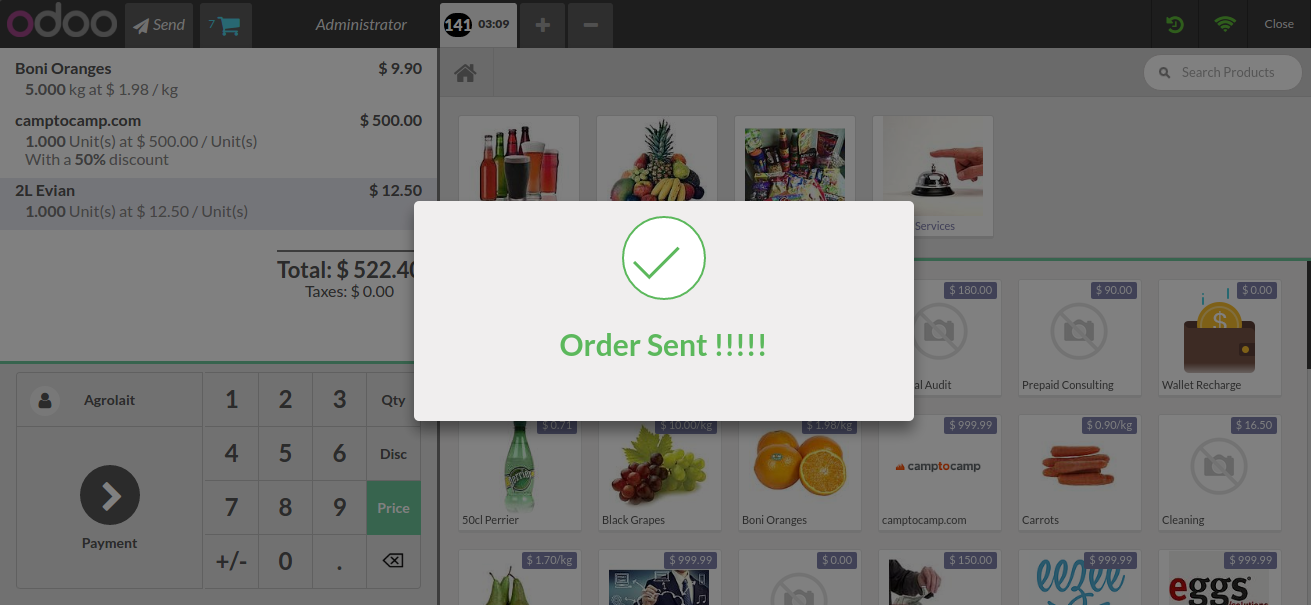 odoo
Send
7
Administrator
141 03:09
Close
Boni Oranges $ 9.90
5.000 kg at $ 1.98 / kg
camptocamp.com $ 500.00
1.000 Unit(s) at $ 500.00 / Unit(s)
With a 50% discount
2L Evian $ 12.50
1.000 Unit(s) at $ 12.50 / Unit(s)
Total: $ 522.40
Taxes: $ 0.00
Search Products
Services
Order Sent !!!!!
Agrolait
1 2 3 Qty
4 5 6 Disc
7 8 9 Price
+/- 0 .
Payment
$ 180.00
al Audit
$ 90.00
Prepaid Consulting
$ 0.00
Wallet Recharge
$ 0.71
50cl Perrier
$ 10.00/kg
Black Grapes
$ 1.98/kg
Boni Oranges
$ 999.99
camptocamp
camptocamp.com
$ 0.90/kg
Carrots
$ 16.50
Cleaning
$ 1.70/kg
$ 999.99
$ 0.00
$ 150.00
$ 999.99
ezee
$ 999.99
eggs